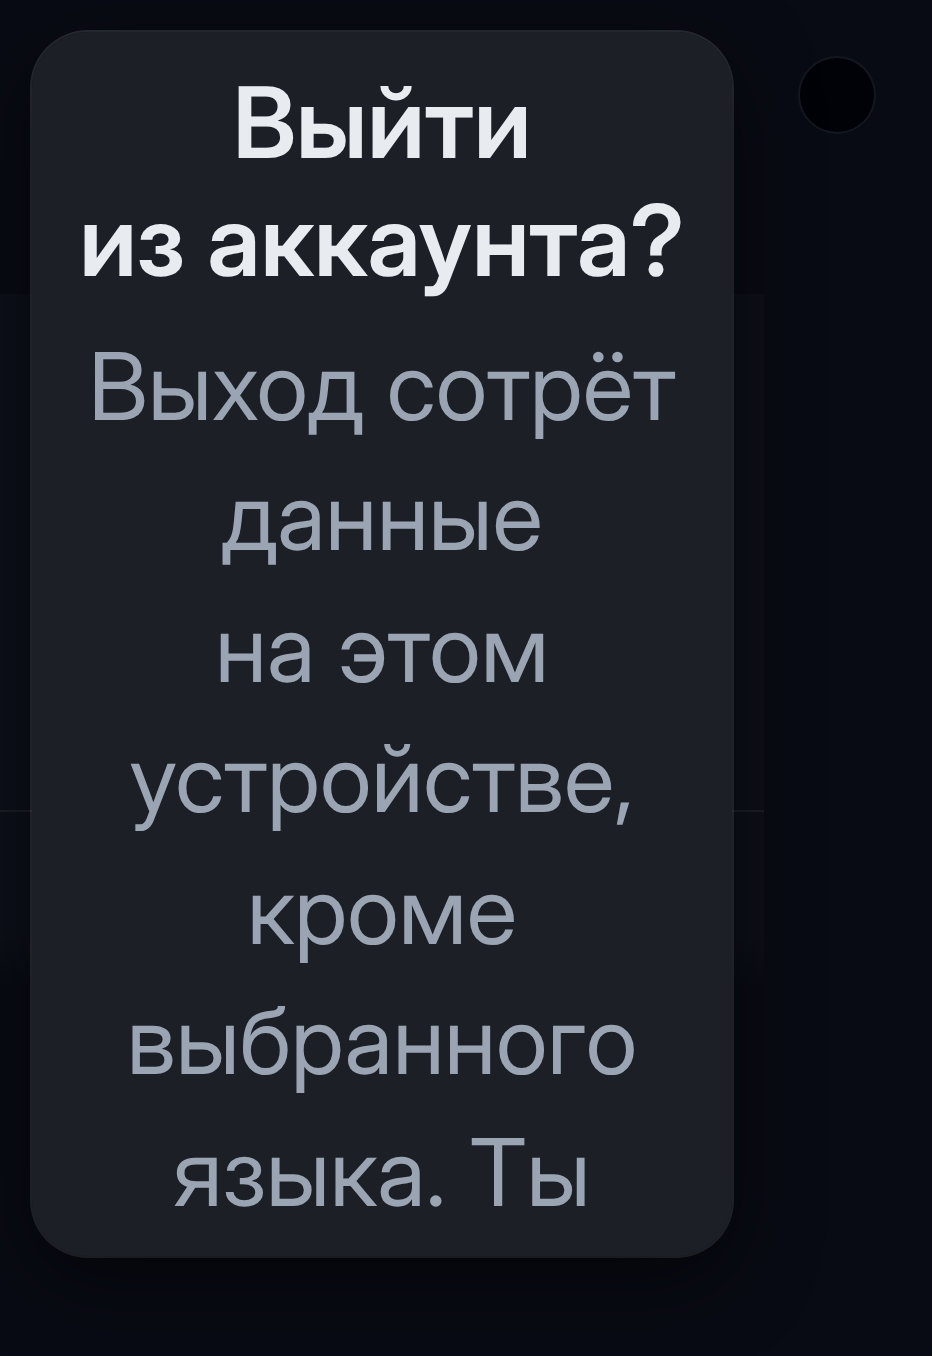 Выйти
из аккаунта?
Выход сотрёт
данные
на этом
устройстве,
кроме
выбранного
языка. Ты